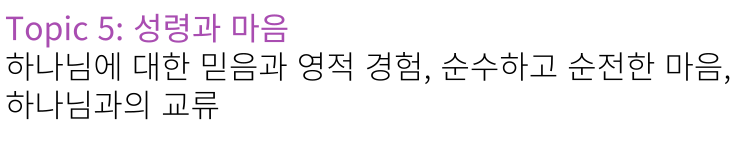 Topic 5: 성령과 마음
하나님에 대한 믿음과 영적 경험, 순수하고 순전한 마음,
하나님과의 교류